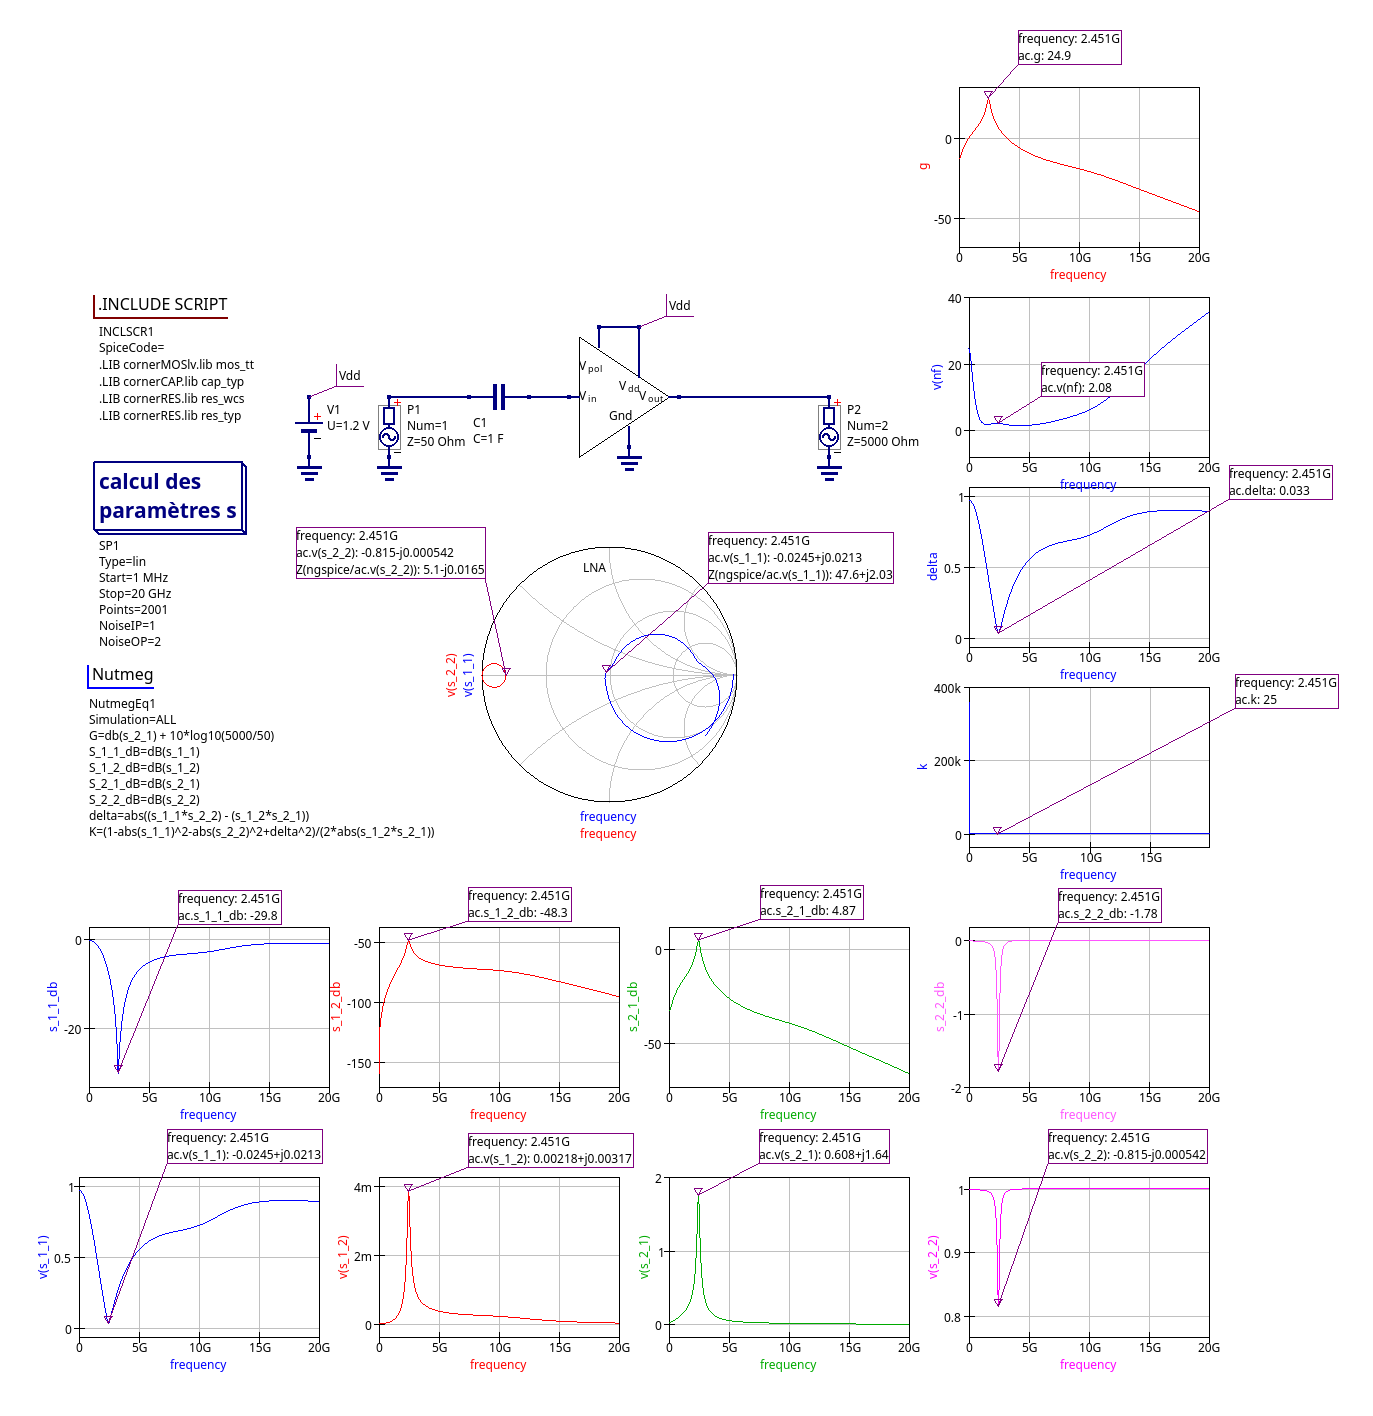 frequency: 2.451G
ac.g: 24.9
0
-50
g
0 5G 10G 15G 20G
frequency
.INCLUDE SCRIPT
INCLSCR1
SpiceCode=
.LIB cornerMOSlv.lib mos_tt
.LIB cornerCAP.lib cap_typ
.LIB cornerRES.lib res_wcs
.LIB cornerRES.lib res_typ
Vdd
V1
U=1.2 V
P1
Num=1
Z=50 Ohm
C1
C=1 F
Vdd
Vpol
Vdd
Vin
Vout
Gnd
P2
Num=2
Z=5000 Ohm
40
20
0
v(nf)
frequency: 2.451G
ac.v(nf): 2.08
0 5G 10G 15G 20G
frequency
calcul des
paramètres s
SP1
Type=lin
Start=1 MHz
Stop=20 GHz
Points=2001
NoiseIP=1
NoiseOP=2
Nutmeg
NutmegEq1
Simulation=ALL
G=db(s_2_1) + 10*log10(5000/50)
S_1_1_dB=dB(s_1_1)
S_1_2_dB=dB(s_1_2)
S_2_1_dB=dB(s_2_1)
S_2_2_dB=dB(s_2_2)
delta=abs((s_1_1*s_2_2) - (s_1_2*s_2_1))
K=(1-abs(s_1_1)^2-abs(s_2_2)^2+delta^2)/(2*abs(s_1_2*s_2_1))
frequency: 2.451G
ac.v(s_2_2): -0.815-j0.000542
Z(ngspice/ac.v(s_2_2)): 5.1-j0.0165
frequency: 2.451G
ac.v(s_1_1): -0.0245+j0.0213
Z(ngspice/ac.v(s_1_1)): 47.6+j2.03
LNA
v(s_2_2)
v(s_1_1)
frequency
frequency
frequency: 2.451G
ac.delta: 0.033
1
0.5
0
delta
0 5G 10G 15G 20G
frequency
frequency: 2.451G
ac.k: 25
400k
200k
0
k
0 5G 10G 15G
frequency
frequency: 2.451G
ac.s_1_1_db: -29.8
0
-20
s_1_1_db
0 5G 10G 15G 20G
frequency
frequency: 2.451G
ac.s_1_2_db: -48.3
-50
-100
-150
s_1_2_db
0 5G 10G 15G 20G
frequency
frequency: 2.451G
ac.s_2_1_db: 4.87
0
-50
s_2_1_db
0 5G 10G 15G 20G
frequency
frequency: 2.451G
ac.s_2_2_db: -1.78
0
-1
-2
s_2_2_db
0 5G 10G 15G 20G
frequency
frequency: 2.451G
ac.v(s_1_1): -0.0245+j0.0213
1
0.5
0
v(s_1_1)
0 5G 10G 15G 20G
frequency
frequency: 2.451G
ac.v(s_1_2): 0.00218+j0.00317
4m
2m
0
v(s_1_2)
0 5G 10G 15G 20G
frequency
frequency: 2.451G
ac.v(s_2_1): 0.608+j1.64
2
1
0
v(s_2_1)
0 5G 10G 15G 20G
frequency
frequency: 2.451G
ac.v(s_2_2): -0.815-j0.000542
1
0.9
0.8
v(s_2_2)
0 5G 10G 15G 20G
frequency